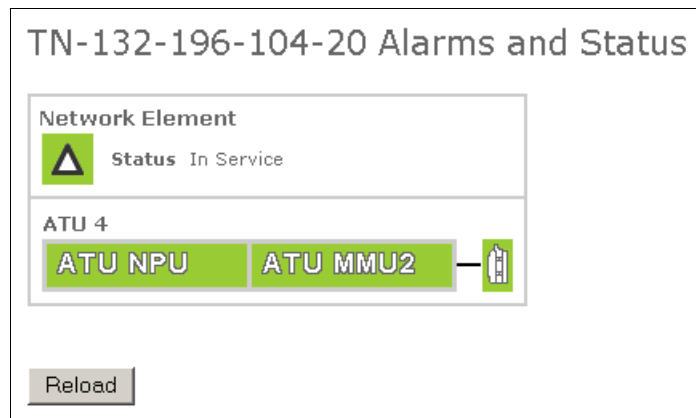 TN-132-196-104-20 Alarms and Status
Network Element
Status In Service
ATU 4
ATU NPU ATU MMU2
Reload